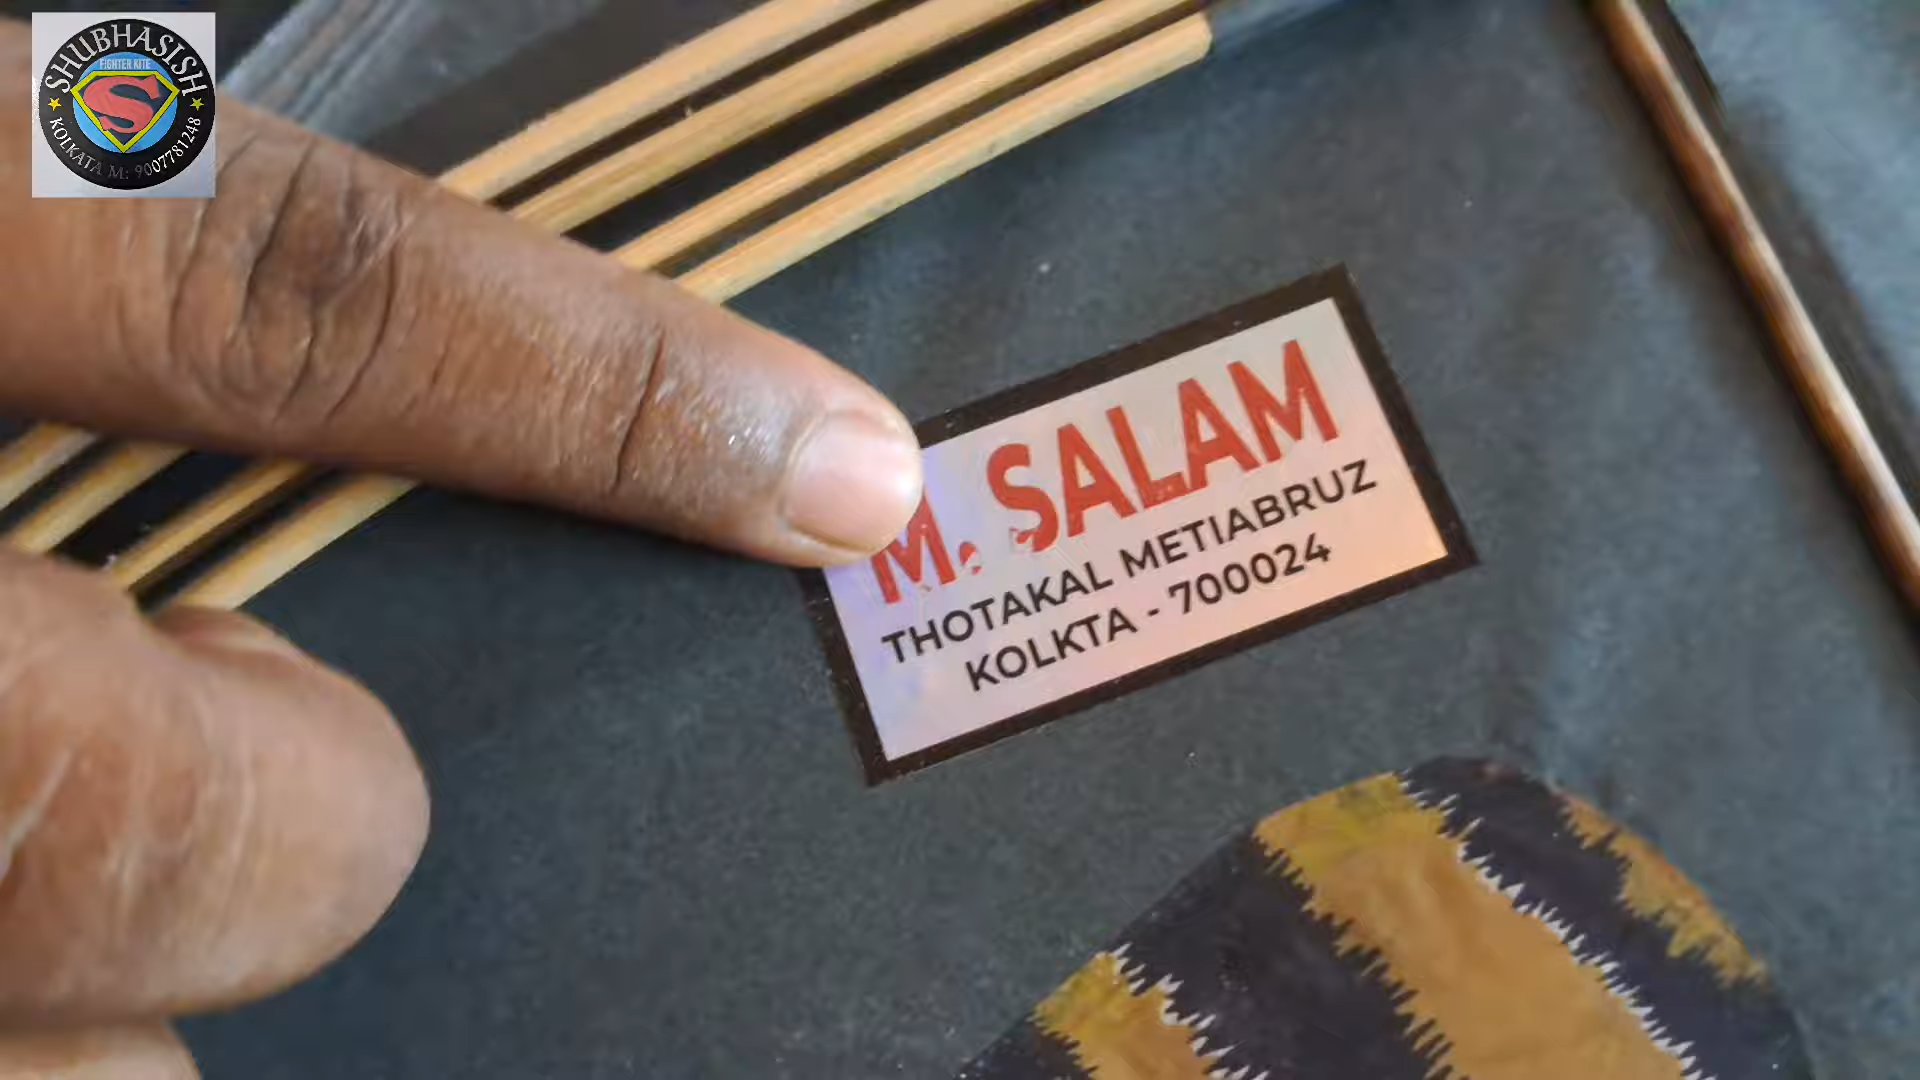 SHUBHASISH
FIGHTER KITE
S
KOLKATA M: 9007781248
M. SALAM
THOTAKAL METIABRUZ
KOLKTA - 700024